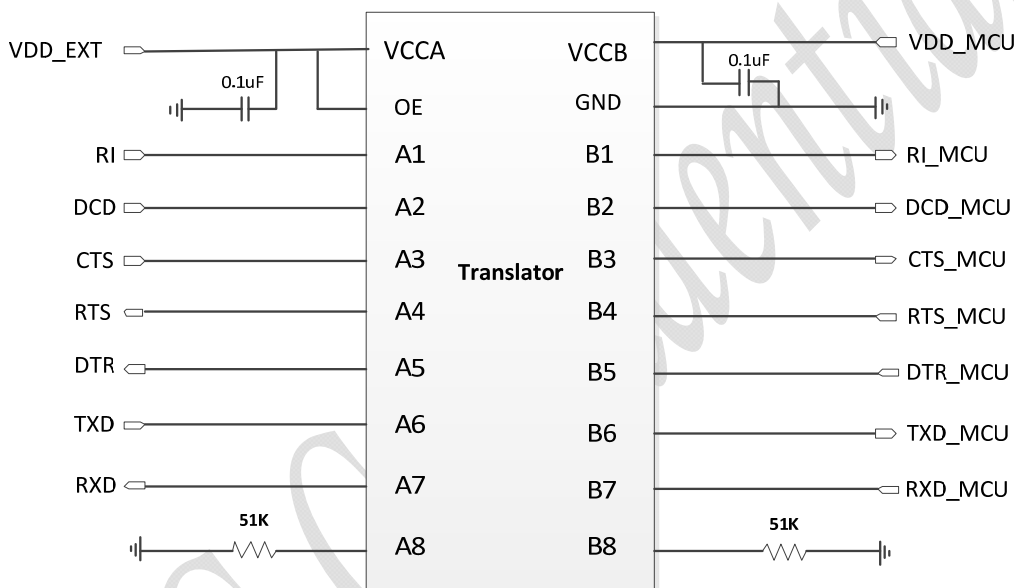 VDD_EXT
VCCA
VCCB
VDD_MCU
0.1uF
0.1uF
OE
GND
RI
A1
B1
RI_MCU
DCD
A2
B2
DCD_MCU
CTS
A3
B3
CTS_MCU
Translator
RTS
A4
B4
RTS_MCU
DTR
A5
B5
DTR_MCU
TXD
A6
B6
TXD_MCU
RXD
A7
B7
RXD_MCU
51K
51K
A8
B8